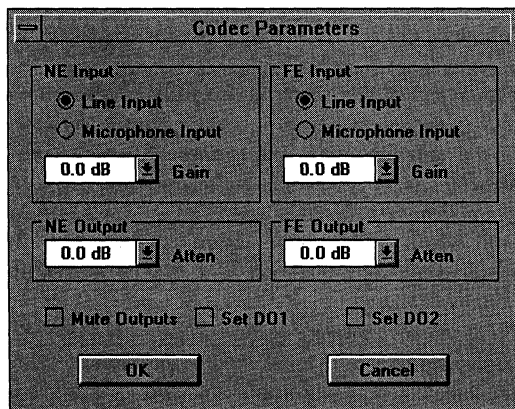 Codec Parameters
NE Input
Line Input
Microphone Input
0.0 dB Gain
FE Input
Line Input
Microphone Input
0.0 dB Gain
NE Output
0.0 dB Atten
FE Output
0.0 dB Atten
Mute Outputs Set DO1 Set DO2
OK Cancel